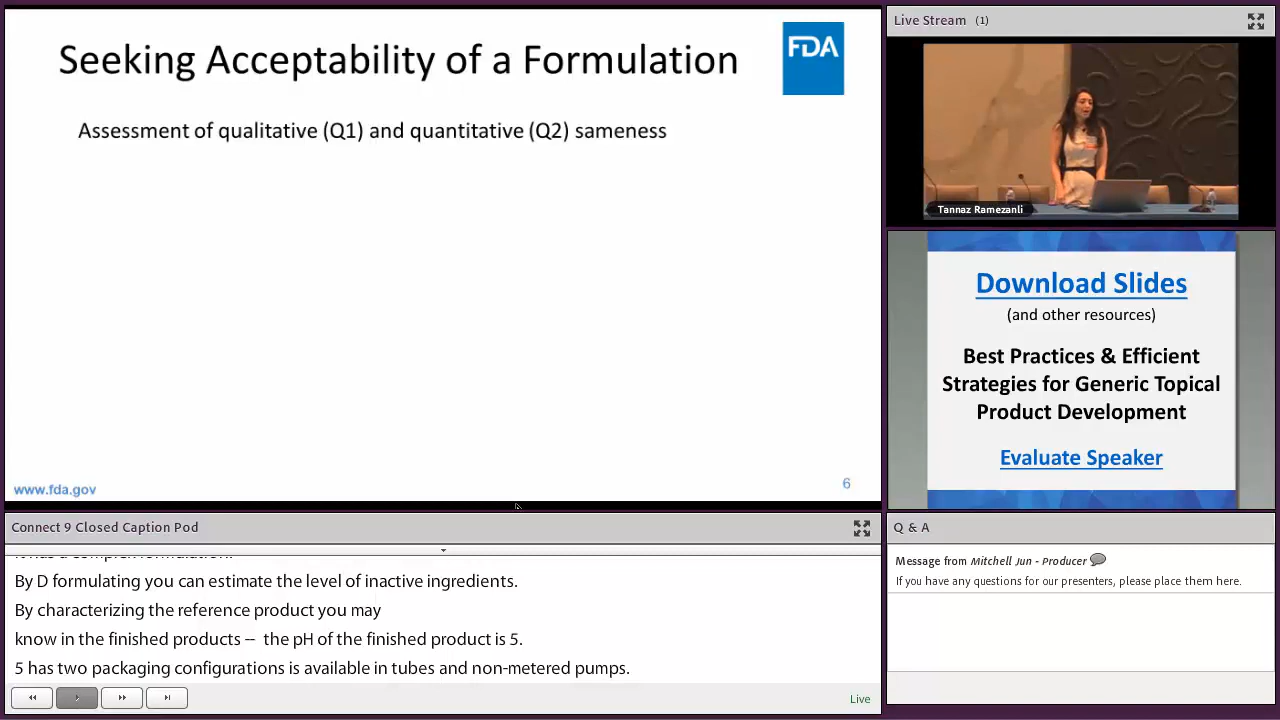 Seeking Acceptability of a Formulation
FDA
Assessment of qualitative (Q1) and quantitative (Q2) sameness
www.fda.gov
6
Live Stream (1)
Tannaz Ramezanli
Download Slides
(and other resources)
Best Practices & Efficient
Strategies for Generic Topical
Product Development
Evaluate Speaker
Connect 9 Closed Caption Pod
It has a complex formulation.
By D formulating you can estimate the level of inactive ingredients.
By characterizing the reference product you may
know in the finished products -- the pH of the finished product is 5.
5 has two packaging configurations is available in tubes and non-metered pumps.
Live
Q & A
Message from Mitchell Jun - Producer
If you have any questions for our presenters, please place them here.